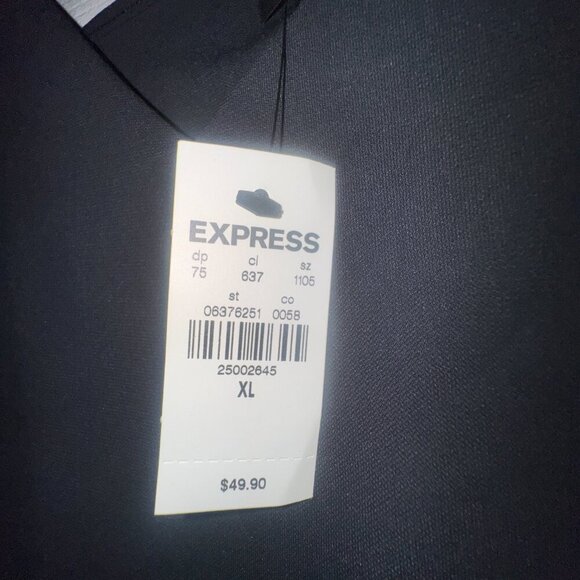 EXPRESS
dp cl sz
75 637 1105
st co
06376251 0058
25002645
XL
$49.90